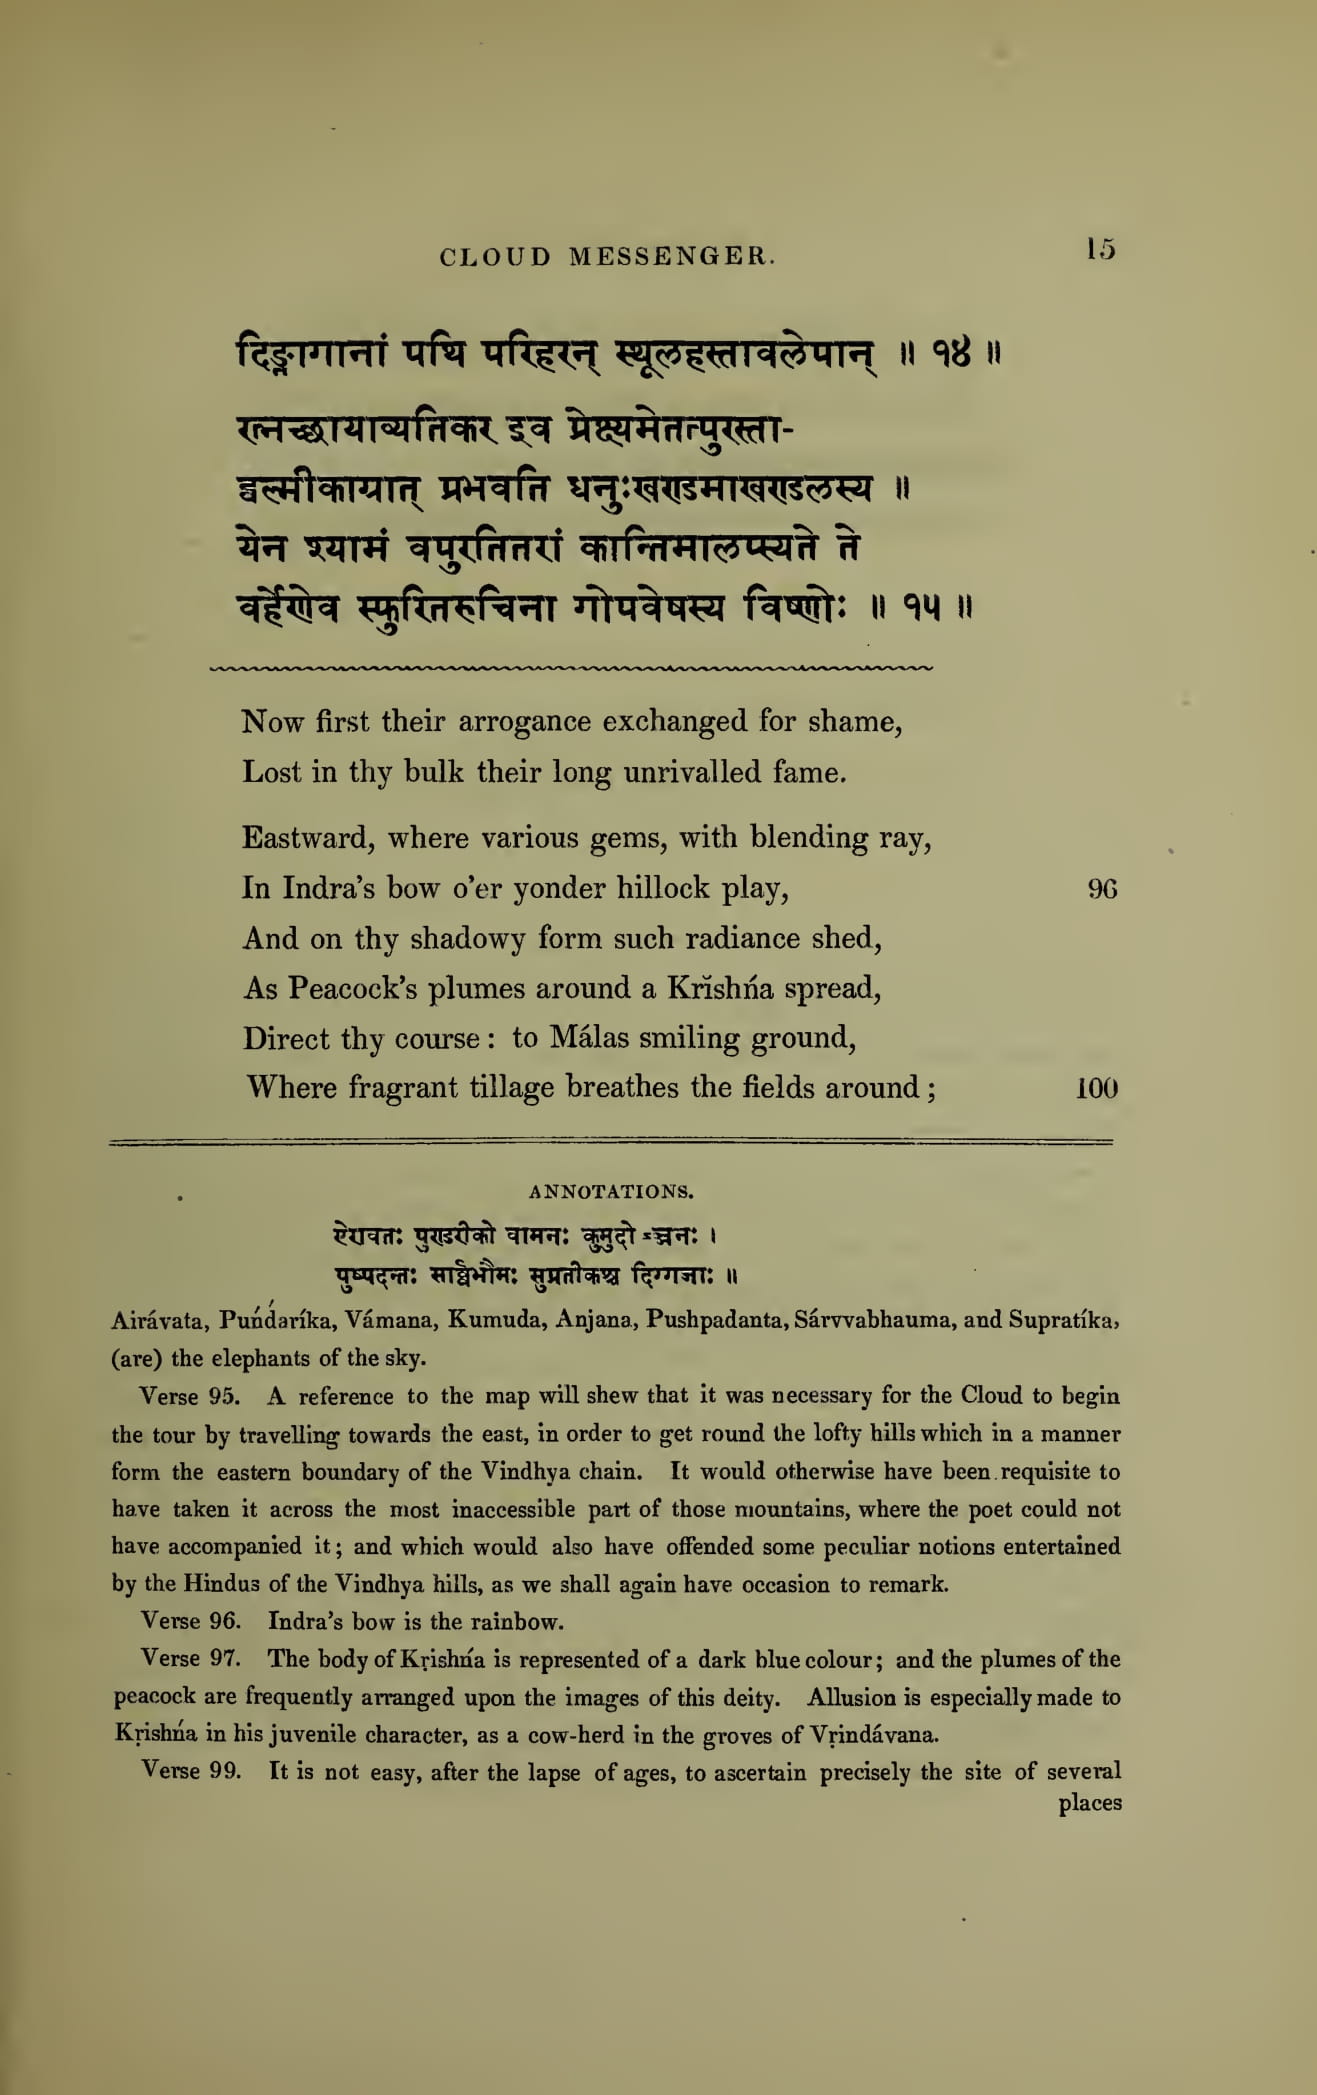 CLOUD MESSENGER. 15
दिङ्नागानां पथि परिहरन् स्थूलहस्तावलेपान् ॥ १४ ॥
रत्नच्छायाव्यतिकर इव प्रेक्ष्यमेतत्पुरस्ता-
द्वल्मीकाग्रात् प्रभवति धनुःखण्डमाखण्डलस्य ॥
येन श्यामं वपुरतितरां कान्तिमालप्स्यते ते
वर्हेणेव स्फुरितरुचिना गोपवेषस्य विष्णोः ॥ १५ ॥
Now first their arrogance exchanged for shame,
Lost in thy bulk their long unrivalled fame.
Eastward, where various gems, with blending ray,
In Indra's bow o'er yonder hillock play, 96
And on thy shadowy form such radiance shed,
As Peacock's plumes around a Krĭshńa spread,
Direct thy course : to Málas smiling ground,
Where fragrant tillage breathes the fields around ; 100
ANNOTATIONS.
ऐरावतः पुण्डरीको वामनः कुमुदो ऽञ्जनः ।
पुष्पदन्तः सार्व्वभौमः सुप्रतीकश्च दिग्गजाः ॥
Airávata, Puńd́aríka, Vámana, Kumuda, Anjana, Pushpadanta, Sárvvabhauma, and Supratíka,
(are) the elephants of the sky.
Verse 95. A reference to the map will shew that it was necessary for the Cloud to begin
the tour by travelling towards the east, in order to get round the lofty hills which in a manner
form the eastern boundary of the Vindhya chain. It would otherwise have been requisite to
have taken it across the most inaccessible part of those mountains, where the poet could not
have accompanied it; and which would also have offended some peculiar notions entertained
by the Hindus of the Vindhya hills, as we shall again have occasion to remark.
Verse 96. Indra's bow is the rainbow.
Verse 97. The body of Kṛishńa is represented of a dark blue colour; and the plumes of the
peacock are frequently arranged upon the images of this deity. Allusion is especially made to
Kṛishńa in his juvenile character, as a cow-herd in the groves of Vṛindávana.
Verse 99. It is not easy, after the lapse of ages, to ascertain precisely the site of several
places